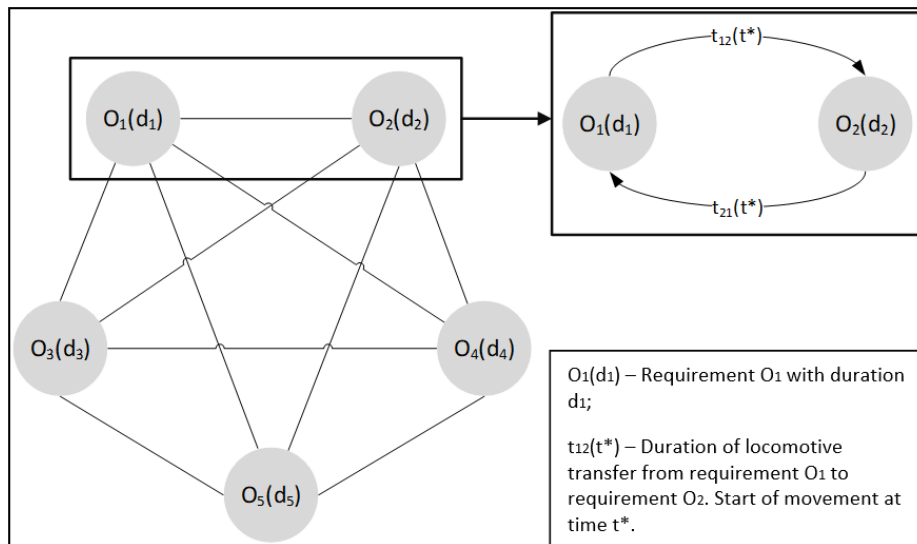 t₁₂(t*)
O₁(d₁) O₂(d₂)
O₁(d₁) O₂(d₂)
t₂₁(t*)
O₃(d₃) O₄(d₄)
O₅(d₅)
O₁(d₁) – Requirement O₁ with duration
d₁;
t₁₂(t*) – Duration of locomotive
transfer from requirement O₁ to
requirement O₂. Start of movement at
time t*.